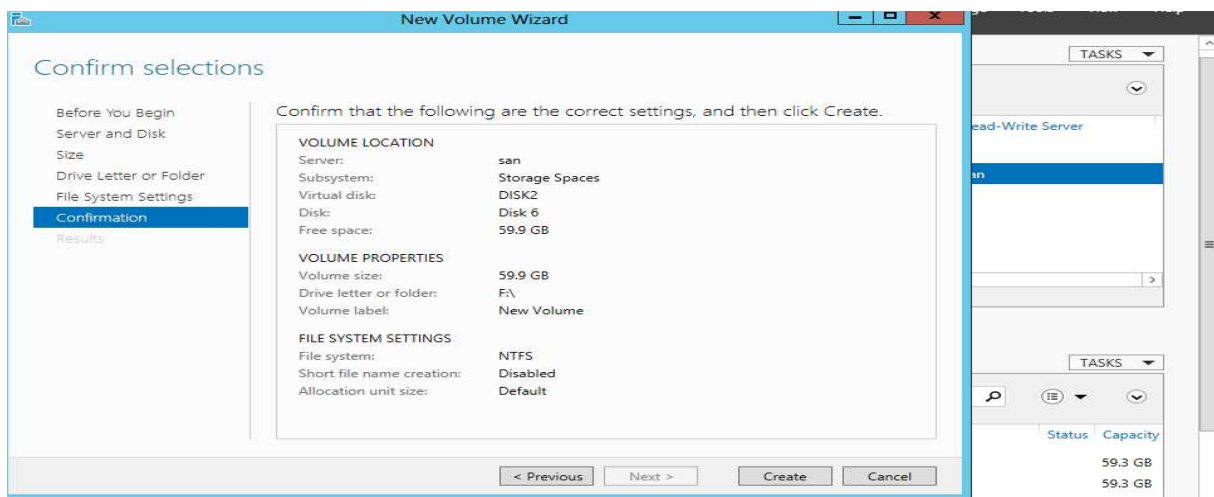 New Volume Wizard
Confirm selections
Before You Begin
Server and Disk
Size
Drive Letter or Folder
File System Settings
Confirmation
Results
Confirm that the following are the correct settings, and then click Create.
VOLUME LOCATION
Server: san
Subsystem: Storage Spaces
Virtual disk: DISK2
Disk: Disk 6
Free space: 59.9 GB
VOLUME PROPERTIES
Volume size: 59.9 GB
Drive letter or folder: F:\
Volume label: New Volume
FILE SYSTEM SETTINGS
File system: NTFS
Short file name creation: Disabled
Allocation unit size: Default
< Previous Next > Create Cancel
TASKS
ead-Write Server
an
TASKS
Status Capacity
59.3 GB
59.3 GB